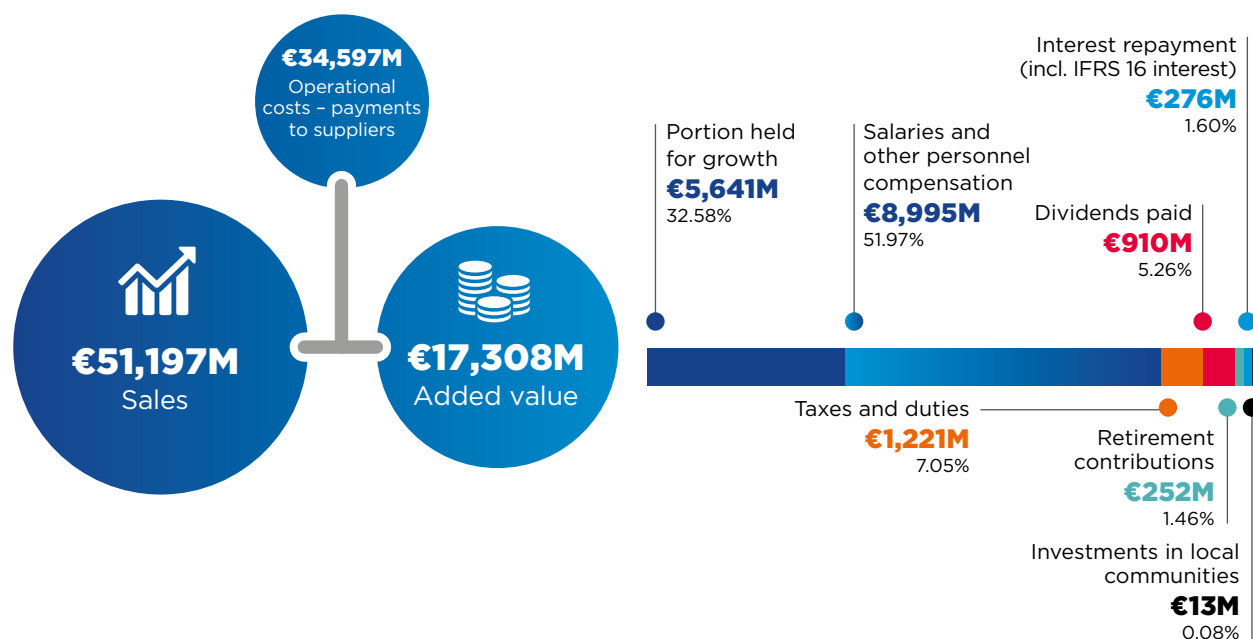 €34,597M
Operational
costs – payments
to suppliers
€51,197M
Sales
€17,308M
Added value
Portion held
for growth
€5,641M
32.58%
Salaries and
other personnel
compensation
€8,995M
51.97%
Interest repayment
(incl. IFRS 16 interest)
€276M
1.60%
Dividends paid
€910M
5.26%
Taxes and duties
€1,221M
7.05%
Retirement
contributions
€252M
1.46%
Investments in local
communities
€13M
0.08%